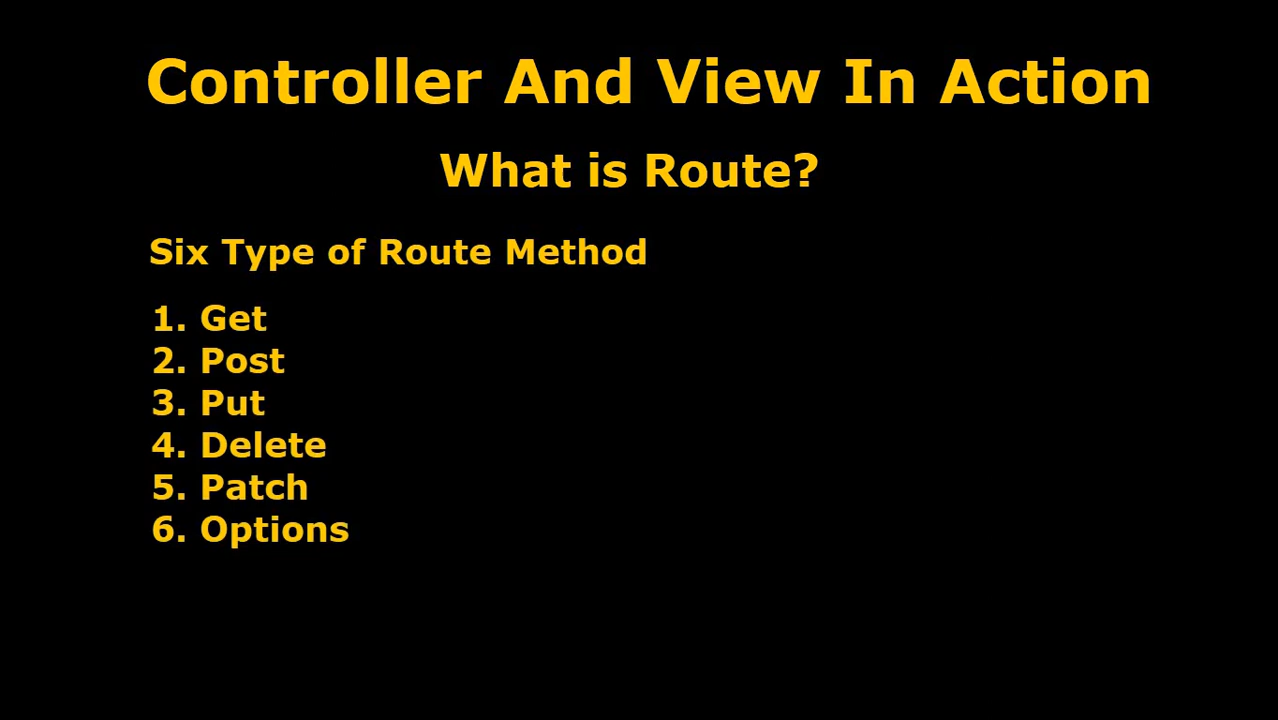 Controller And View In Action
What is Route?
Six Type of Route Method
1. Get
2. Post
3. Put
4. Delete
5. Patch
6. Options